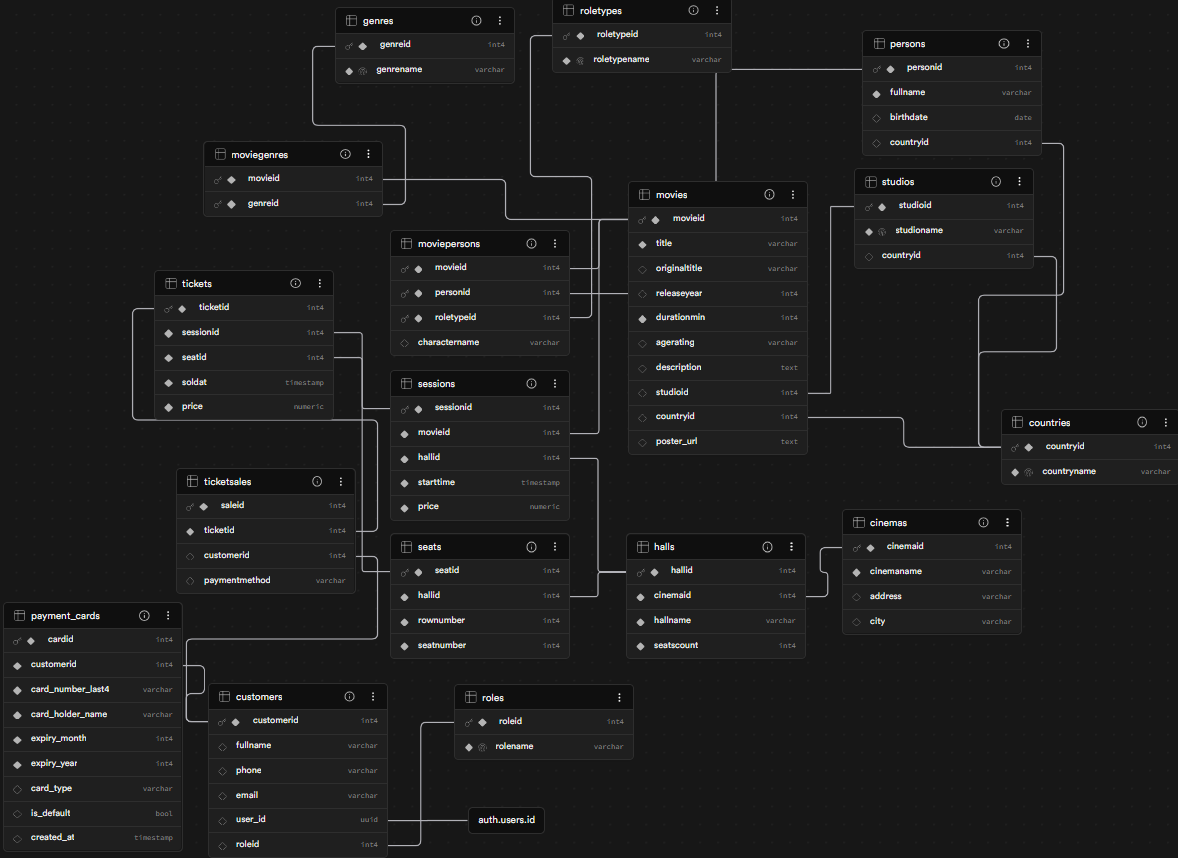 genres
genreid int4
genrename varchar
roletypes
roletypeid int4
roletypename varchar
persons
personid int4
fullname varchar
birthdate date
countryid int4
moviegenres
movieid int4
genreid int4
studios
studioid int4
studioname varchar
countryid int4
movies
movieid int4
title varchar
originaltitle varchar
releaseyear int4
durationmin int4
agerating varchar
description text
studioid int4
countryid int4
poster_url text
moviepersons
movieid int4
personid int4
roletypeid int4
charactername varchar
tickets
ticketid int4
sessionid int4
seatid int4
soldat timestamp
price numeric
sessions
sessionid int4
movieid int4
hallid int4
starttime timestamp
price numeric
countries
countryid int4
countryname varchar
ticketsales
saleid int4
ticketid int4
customerid int4
paymentmethod varchar
seats
seatid int4
hallid int4
rownumber int4
seatnumber int4
halls
hallid int4
cinemaid int4
hallname varchar
seatscount int4
cinemas
cinemaid int4
cinemaname varchar
address varchar
city varchar
payment_cards
cardid int4
customerid int4
card_number_last4 varchar
card_holder_name varchar
expiry_month int4
expiry_year int4
card_type varchar
is_default bool
created_at timestamp
customers
customerid int4
fullname varchar
phone varchar
email varchar
user_id uuid
roleid int4
roles
roleid int4
rolename varchar
auth.users.id